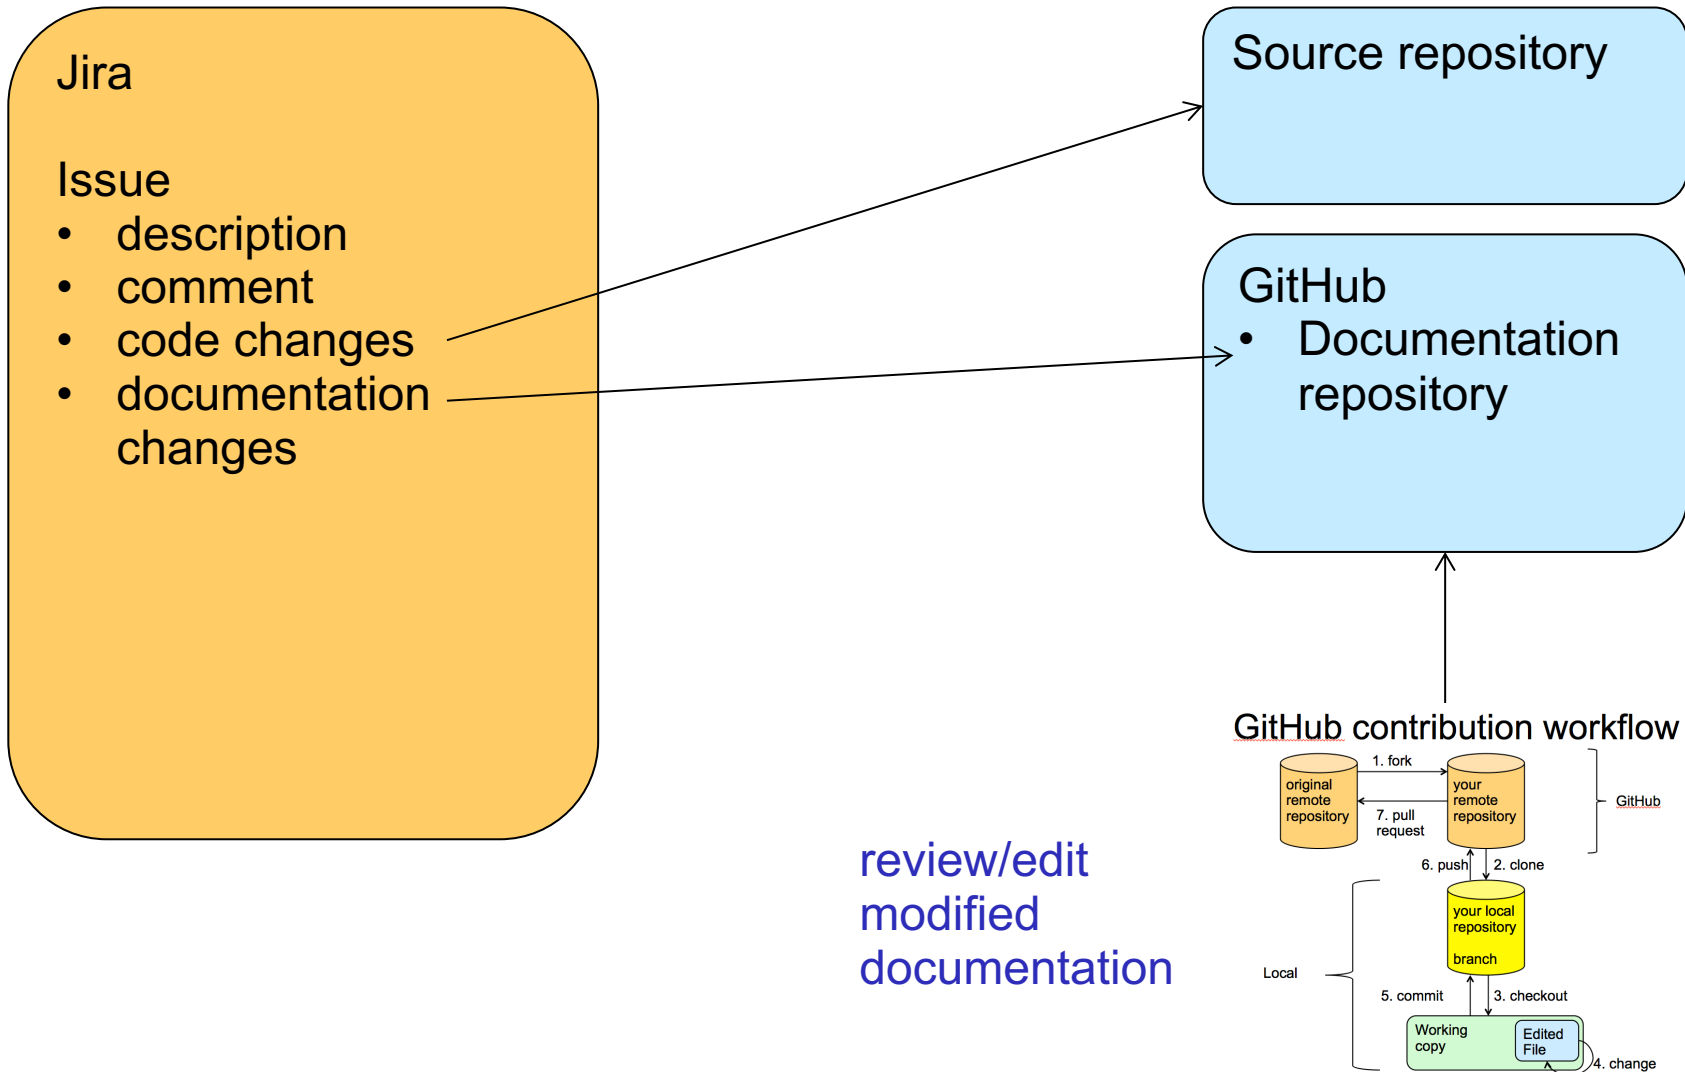 Jira
Issue
• description
• comment
• code changes
• documentation
changes
Source repository
GitHub
• Documentation
repository
GitHub contribution workflow
1. fork
original
remote
repository
your
remote
repository
GitHub
7. pull
request
6. push
2. clone
your local
repository
branch
Local
5. commit
3. checkout
Working
copy
Edited
File
4. change
review/edit
modified
documentation